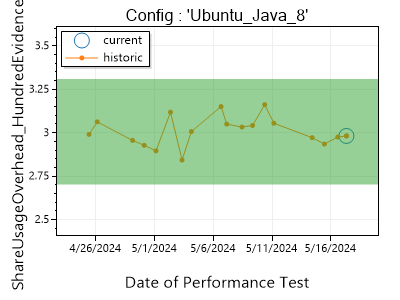 Config : 'Ubuntu_Java_8'
ShareUsageOverhead_HundredEvidence
current
historic
3.5
3.25
3
2.75
2.5
4/26/2024
5/1/2024
5/6/2024
5/11/2024
5/16/2024
Date of Performance Test